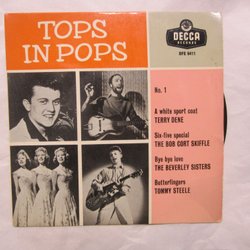 TOPS
IN POPS
DECCA
RECORDS
DFE 6411
No. 1
A white sport coat
TERRY DENE
Six-five special
THE BOB CORT SKIFFLE
Bye bye love
THE BEVERLEY SISTERS
Butterfingers
TOMMY STEELE